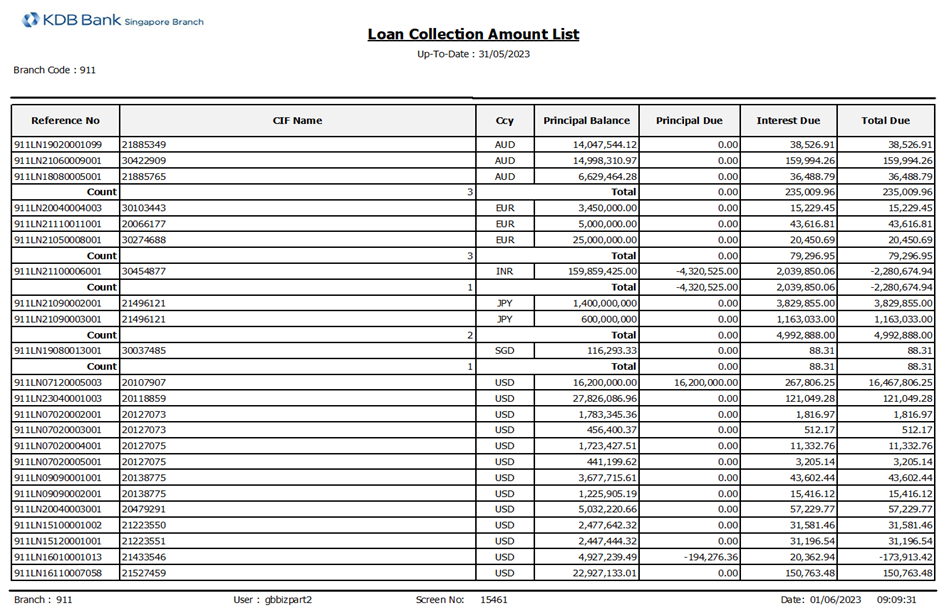 KDB Bank Singapore Branch
Loan Collection Amount List
Up-To-Date : 31/05/2023
Branch Code : 911
Reference No CIF Name Ccy Principal Balance Principal Due Interest Due Total Due
911LN19020001099 21885349 AUD 14,047,544.12 0.00 38,526.91 38,526.91
911LN21060009001 30422909 AUD 14,998,310.97 0.00 159,994.26 159,994.26
911LN18080005001 21885765 AUD 6,629,464.28 0.00 36,488.79 36,488.79
Count 3 Total 0.00 235,009.96 235,009.96
911LN20040004003 30103443 EUR 3,450,000.00 0.00 15,229.45 15,229.45
911LN21110011001 20066177 EUR 5,000,000.00 0.00 43,616.81 43,616.81
911LN21050008001 30274688 EUR 25,000,000.00 0.00 20,450.69 20,450.69
Count 3 Total 0.00 79,296.95 79,296.95
911LN21100006001 30454877 INR 159,859,425.00 -4,320,525.00 2,039,850.06 -2,280,674.94
Count 1 Total -4,320,525.00 2,039,850.06 -2,280,674.94
911LN21090002001 21496121 JPY 1,400,000,000 0.00 3,829,855.00 3,829,855.00
911LN21090003001 21496121 JPY 600,000,000 0.00 1,163,033.00 1,163,033.00
Count 2 Total 0.00 4,992,888.00 4,992,888.00
911LN19080013001 30037485 SGD 116,293.33 0.00 88.31 88.31
Count 1 Total 0.00 88.31 88.31
911LN07120005003 20107907 USD 16,200,000.00 16,200,000.00 267,806.25 16,467,806.25
911LN23040001003 20118859 USD 27,826,086.96 0.00 121,049.28 121,049.28
911LN07020002001 20127073 USD 1,783,345.36 0.00 1,816.97 1,816.97
911LN07020003001 20127073 USD 456,400.37 0.00 512.17 512.17
911LN07020004001 20127075 USD 1,723,427.51 0.00 11,332.76 11,332.76
911LN07020005001 20127075 USD 441,199.62 0.00 3,205.14 3,205.14
911LN09090001001 20138775 USD 3,677,715.61 0.00 43,602.44 43,602.44
911LN09090002001 20138775 USD 1,225,905.19 0.00 15,416.12 15,416.12
911LN20040003001 20479291 USD 5,032,220.66 0.00 57,229.77 57,229.77
911LN15100001002 21223550 USD 2,477,642.32 0.00 31,581.46 31,581.46
911LN15120001001 21223551 USD 2,447,444.32 0.00 31,196.54 31,196.54
911LN16010001013 21433546 USD 4,927,239.49 -194,276.36 20,362.94 -173,913.42
911LN16110007058 21527459 USD 22,927,133.01 0.00 150,763.48 150,763.48
Branch : 911 User : gbbizpart2 Screen No: 15461 Date: 01/06/2023 09:09:31